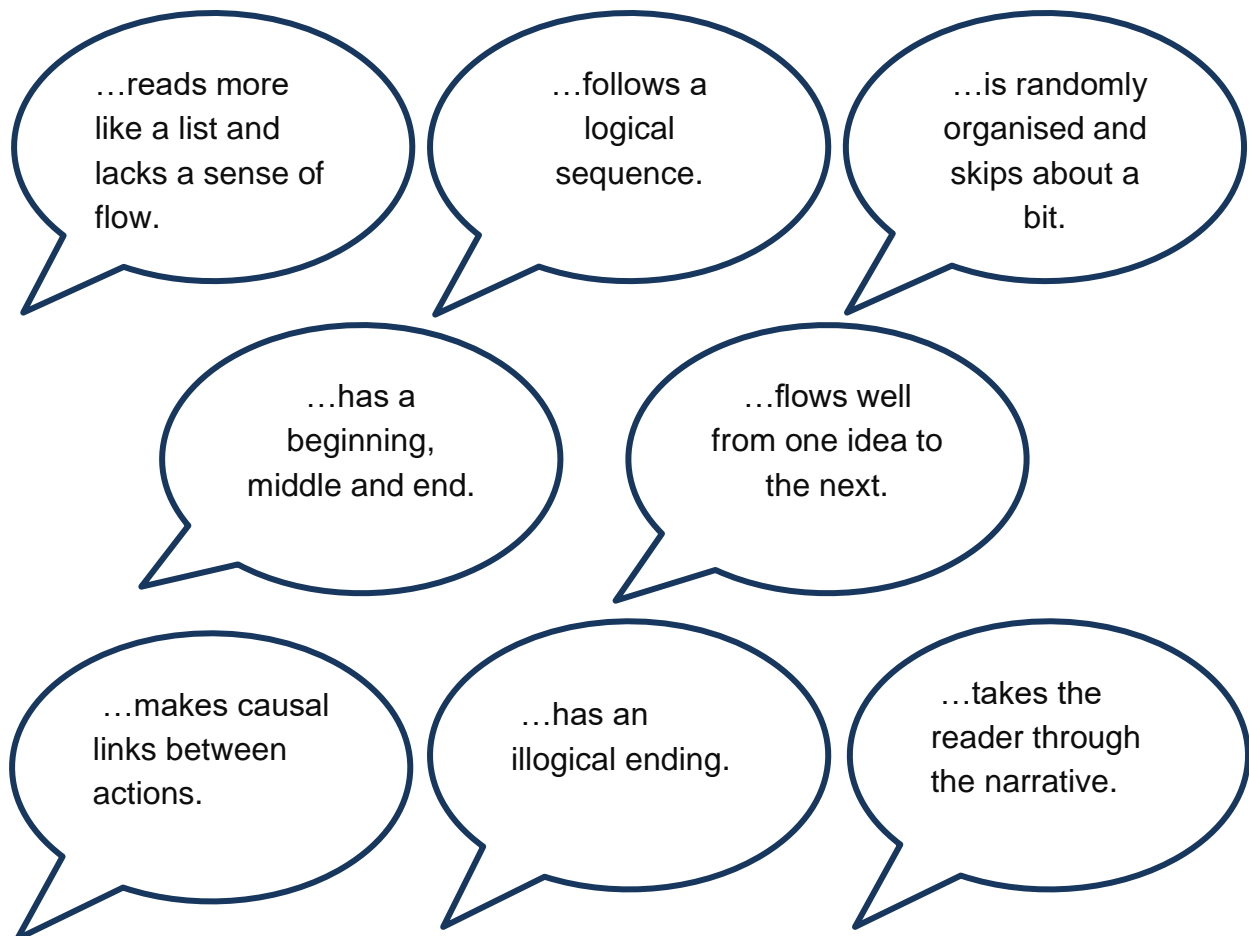 …reads more
like a list and
lacks a sense of
flow.
…follows a
logical
sequence.
…is randomly
organised and
skips about a
bit.
…has a
beginning,
middle and end.
…flows well
from one idea to
the next.
…makes causal
links between
actions.
…has an
illogical ending.
…takes the
reader through
the narrative.